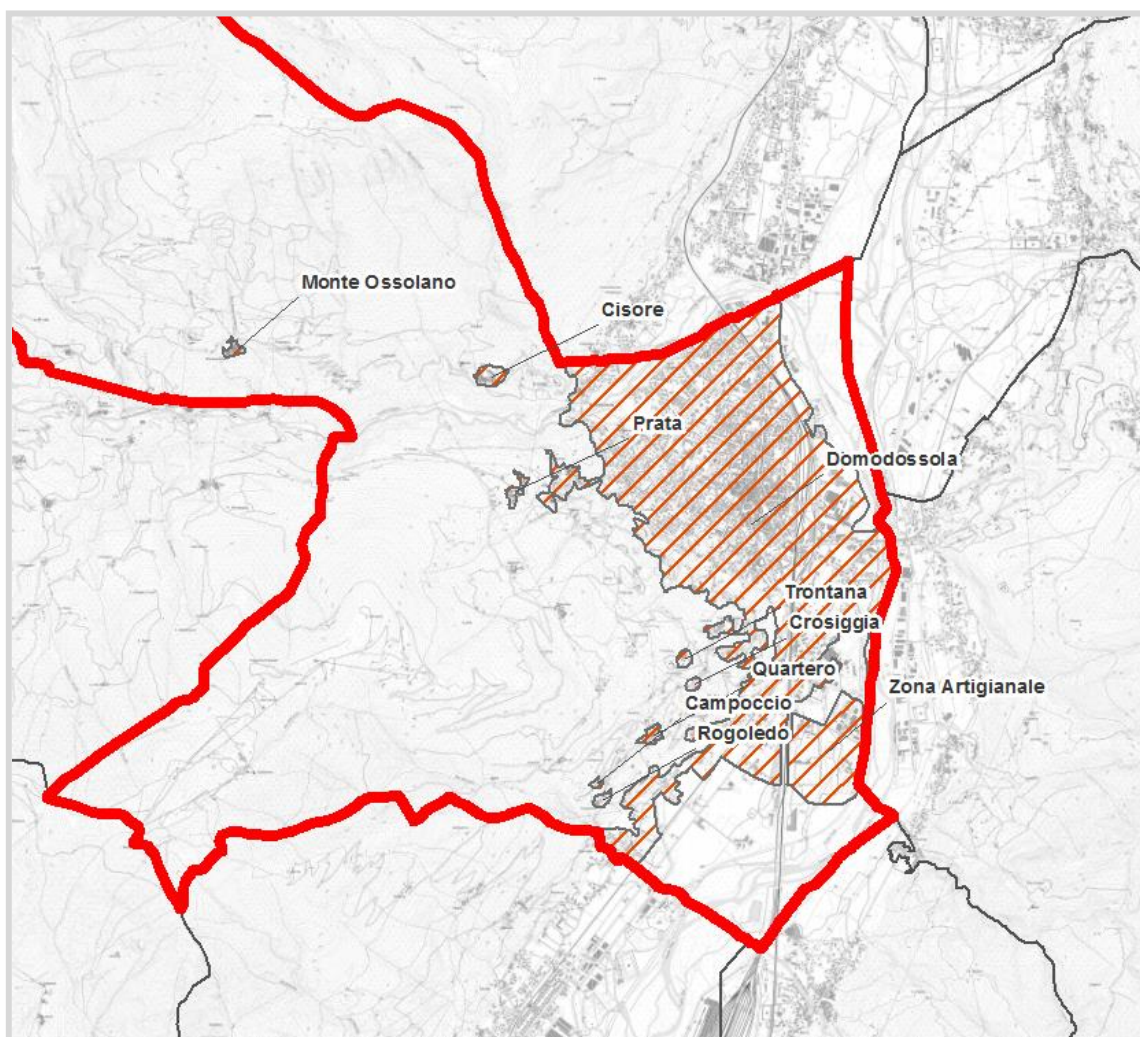 Monte Ossolano
Cisore
Prata
Domodossola
Trontana
Crosiggia
Quartero
Zona Artigianale
Campoccio
Rogoledo